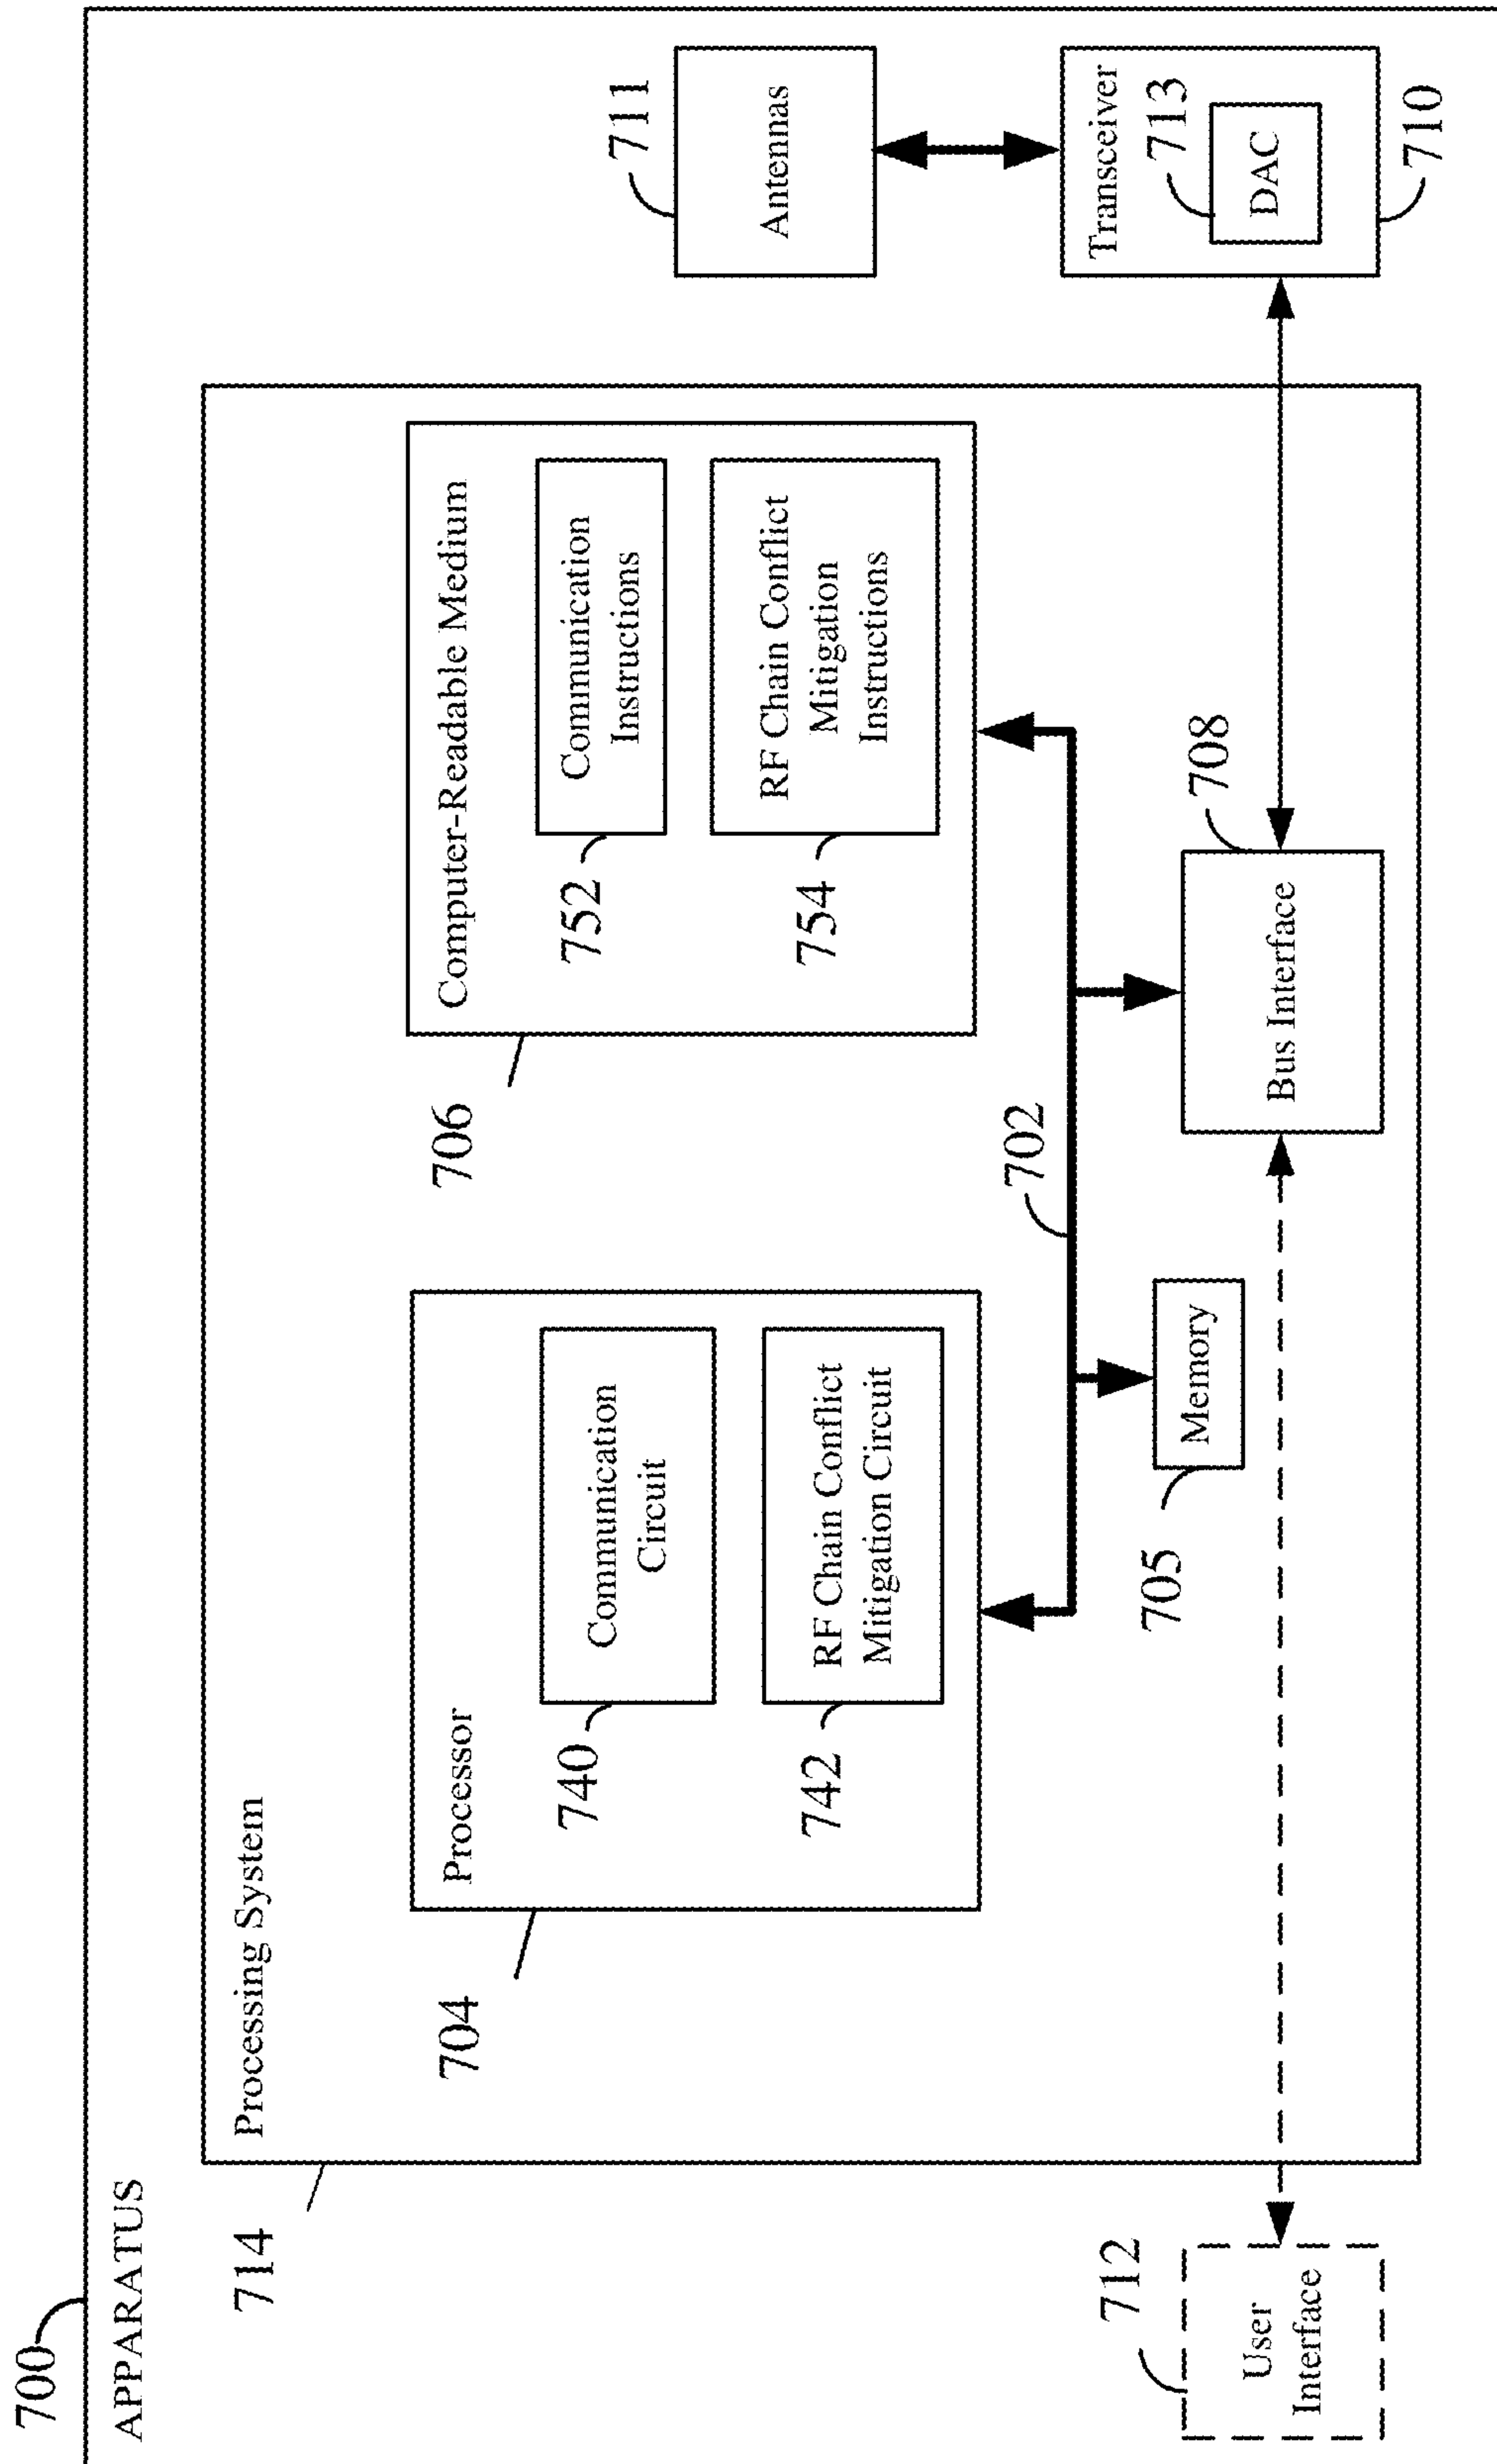 700
APPARATUS
714
Processing System
704
Processor
740
Communication
Circuit
742
RF Chain Conflict
Mitigation Circuit
706
Computer-Readable Medium
752
Communication
Instructions
754
RF Chain Conflict
Mitigation
Instructions
702
705
Memory
708
Bus Interface
712
User
Interface
711
Antennas
Transceiver
713
DAC
710